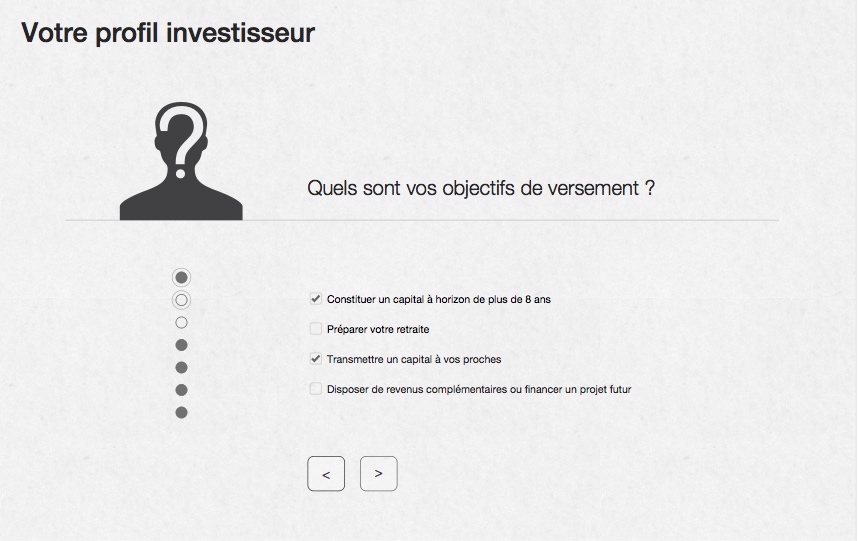 Votre profil investisseur
?
Quels sont vos objectifs de versement ?
Constituer un capital à horizon de plus de 8 ans
Préparer votre retraite
Transmettre un capital à vos proches
Disposer de revenus complémentaires ou financer un projet futur
< >